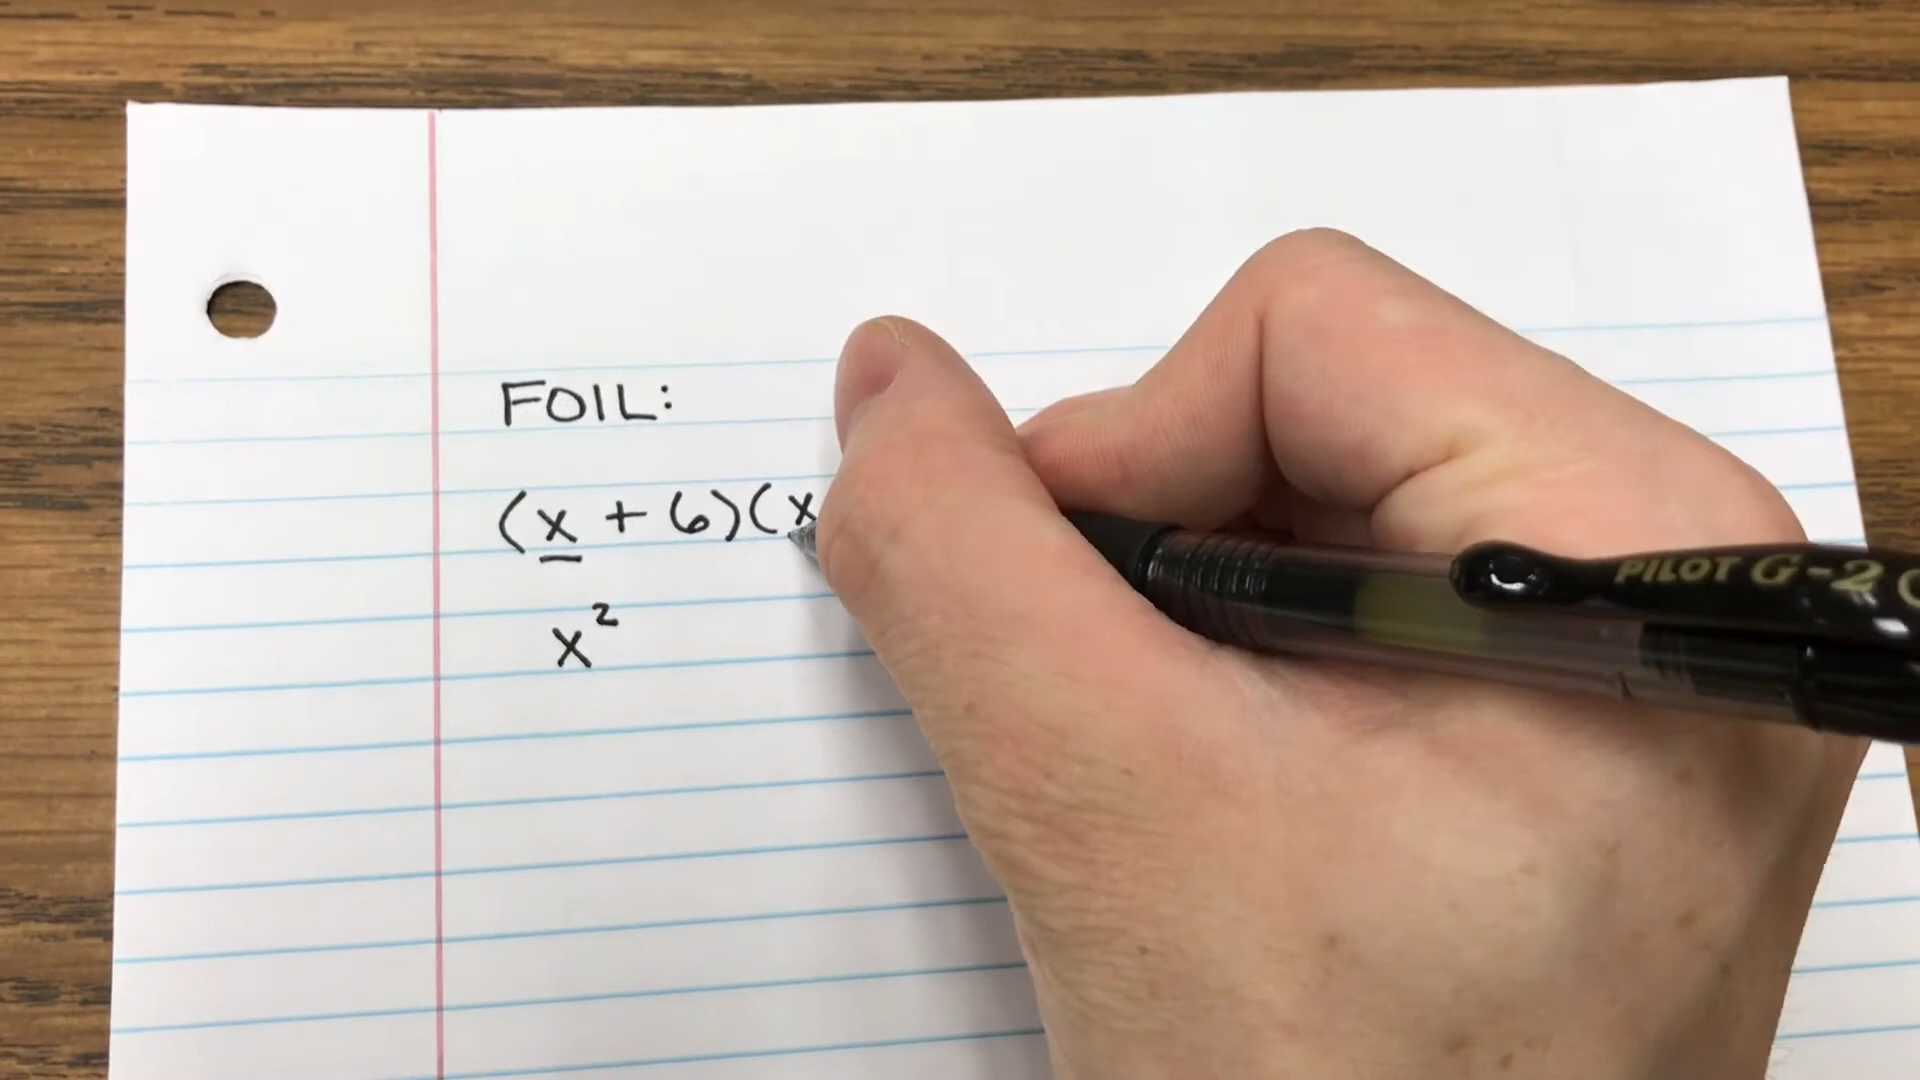 FOIL:
(x + 6)(x
x²
PILOT G-2